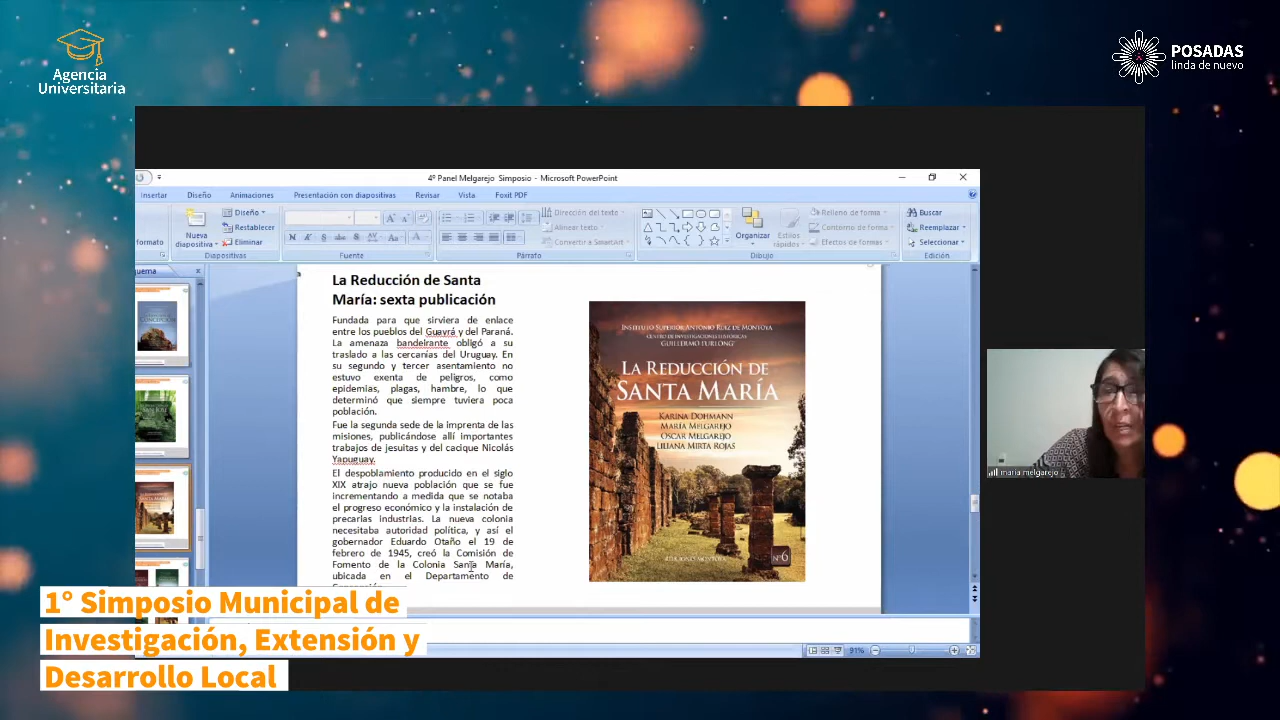 Agencia
Universitaria
POSADAS
linda de nuevo
4º Panel Melgarejo Simposio - Microsoft PowerPoint
Insertar
Diseño
Animaciones
Presentación con diapositivas
Revisar
Vista
Foxit PDF
Nueva
diapositiva
Diseño
Restablecer
Eliminar
Dirección del texto
Alinear texto
Convertir a SmartArt
Organizar
Estilos
rápidos
Relleno de forma
Contorno de forma
Efectos de formas
Buscar
Reemplazar
Seleccionar
formato
Diapositivas
Fuente
Párrafo
Dibujo
Edición
quema
La Reducción de Santa
María: sexta publicación
Fundada para que sirviera de enlace
entre los pueblos del Guayrá y del Paraná.
La amenaza bandeirante obligó a su
traslado a las cercanías del Uruguay. En
su segundo y tercer asentamiento no
estuvo exenta de peligros, como
epidemias, plagas, hambre, lo que
determinó que siempre tuviera poca
población.
Fue la segunda sede de la imprenta de las
misiones, publicándose allí importantes
trabajos de jesuitas y del cacique Nicolás
Yapuguay.
El despoblamiento producido en el siglo
XIX atrajo nueva población que se fue
incrementando a medida que se notaba
el progreso económico y la instalación de
precarias industrias. La nueva colonia
necesitaba autoridad política, y así el
gobernador Eduardo Otaño el 19 de
febrero de 1945, creó la Comisión de
Fomento de la Colonia Santa María,
ubicada en el Departamento de
INSTITUTO SUPERIOR ANTONIO RUIZ DE MONTOYA
CENTRO DE INVESTIGACIONES HISTÓRICAS
GUILLERMO FURLONG
LA REDUCCIÓN DE
SANTA MARÍA
KARINA DOHMANN
MARÍA MELGAREJO
OSCAR MELGAREJO
LILIANA MIRTA ROJAS
EDICIONES MONTOYA
Nº6
maria melgarejo
91%
1° Simposio Municipal de
Investigación, Extensión y
Desarrollo Local